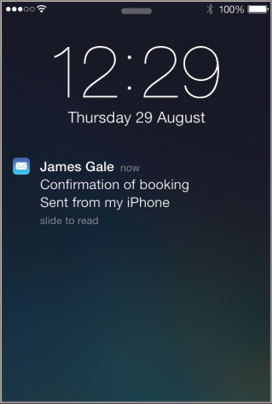 100%
12:29
Thursday 29 August
James Gale now
Confirmation of booking
Sent from my iPhone
slide to read